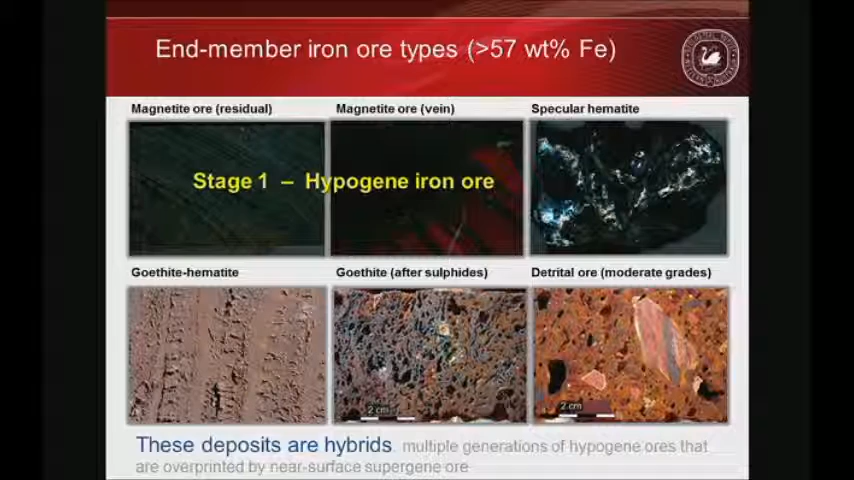 End-member iron ore types (>57 wt% Fe)
Magnetite ore (residual)
Magnetite ore (vein)
Specular hematite
Stage 1 – Hypogene iron ore
Goethite-hematite
Goethite (after sulphides)
Detrital ore (moderate grades)
2 cm
2 cm
These deposits are hybrids multiple generations of hypogene ores that
are overprinted by near-surface supergene ore